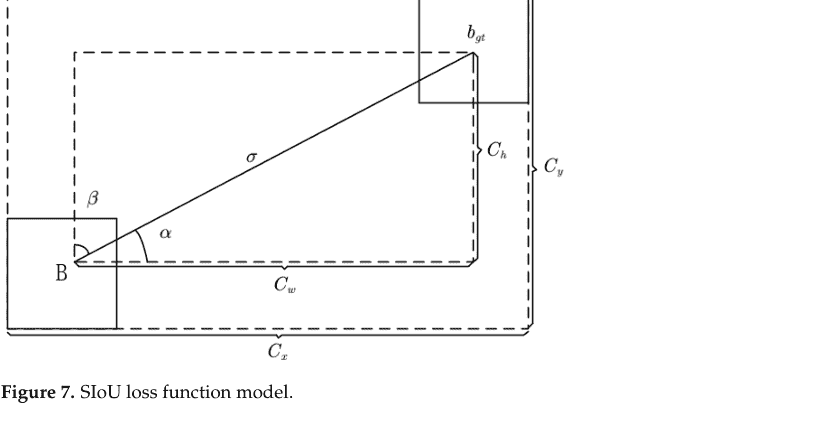 b_gt
σ
C_h
C_y
β
α
B
C_w
C_x
Figure 7. SIoU loss function model.